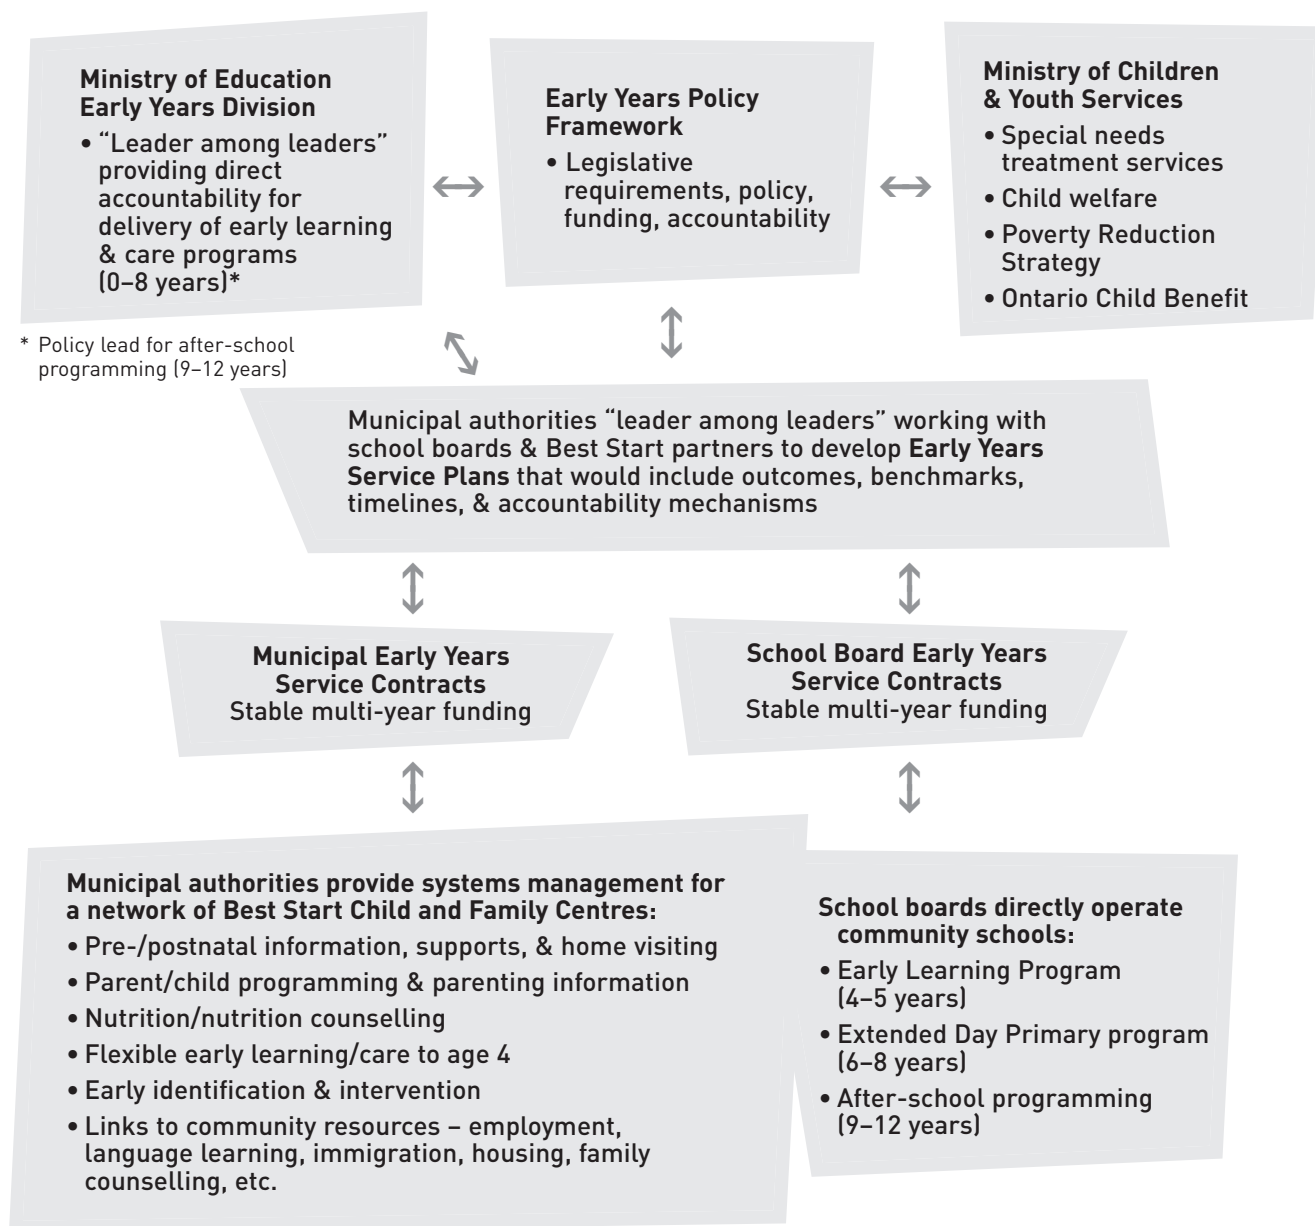 Ministry of Education
Early Years Division
• “Leader among leaders”
providing direct
accountability for
delivery of early learning
& care programs
(0–8 years)*
* Policy lead for after-school
programming (9–12 years)
Early Years Policy
Framework
• Legislative
requirements, policy,
funding, accountability
Ministry of Children
& Youth Services
• Special needs
treatment services
• Child welfare
• Poverty Reduction
Strategy
• Ontario Child Benefit
Municipal authorities “leader among leaders” working with
school boards & Best Start partners to develop Early Years
Service Plans that would include outcomes, benchmarks,
timelines, & accountability mechanisms
Municipal Early Years
Service Contracts
Stable multi-year funding
School Board Early Years
Service Contracts
Stable multi-year funding
Municipal authorities provide systems management for
a network of Best Start Child and Family Centres:
• Pre-/postnatal information, supports, & home visiting
• Parent/child programming & parenting information
• Nutrition/nutrition counselling
• Flexible early learning/care to age 4
• Early identification & intervention
• Links to community resources – employment,
language learning, immigration, housing, family
counselling, etc.
School boards directly operate
community schools:
• Early Learning Program
(4–5 years)
• Extended Day Primary program
(6–8 years)
• After-school programming
(9–12 years)